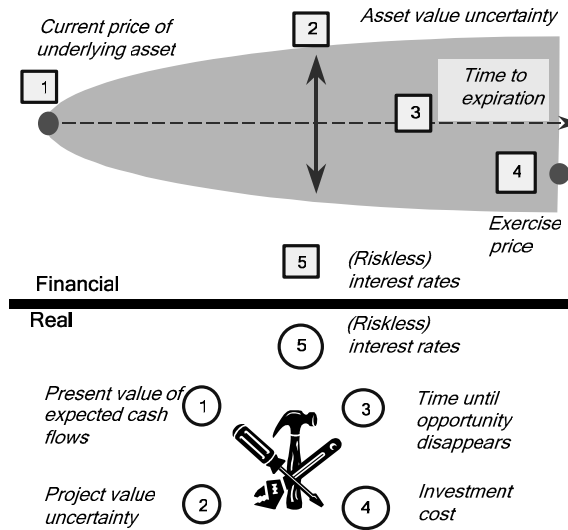 Current price of
underlying asset
2
Asset value uncertainty
1
Time to
expiration
3
4
Exercise
price
5
(Riskless)
interest rates
Financial
Real
5
(Riskless)
interest rates
Present value of
expected cash
flows
1
3
Time until
opportunity
disappears
Project value
uncertainty
2
4
Investment
cost